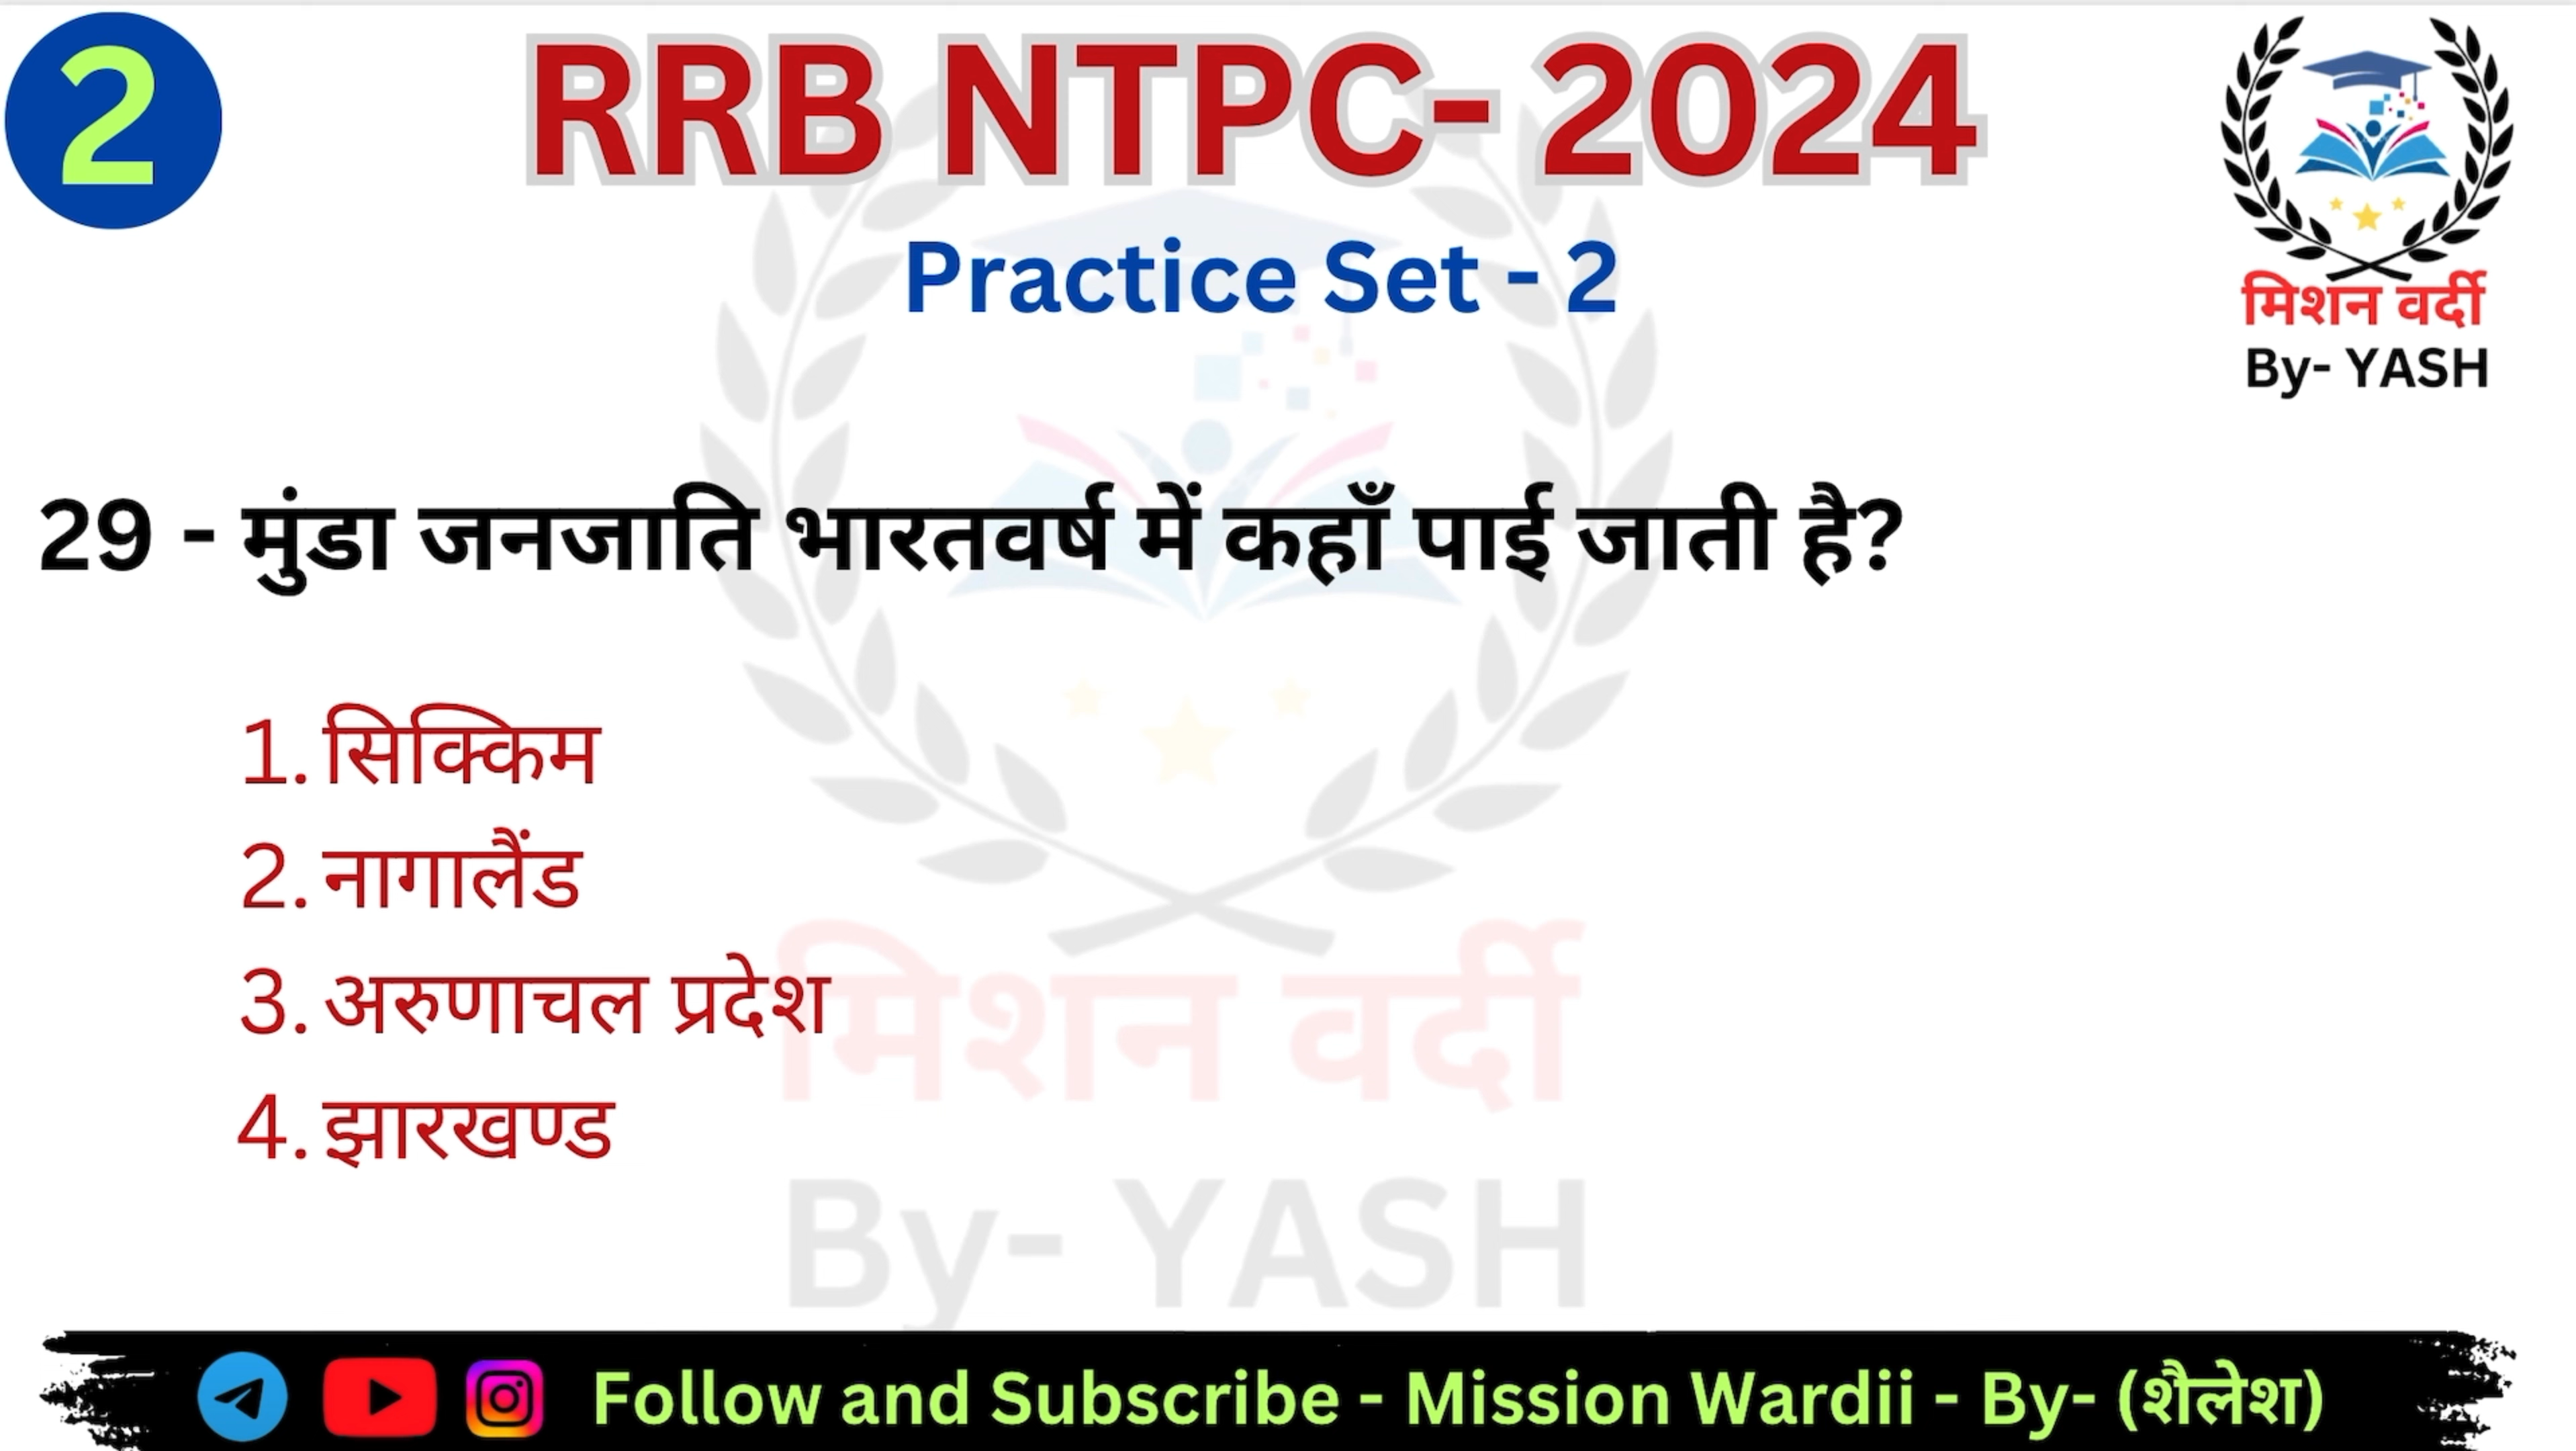 2
RRB NTPC- 2024
Practice Set - 2
मिशन वर्दी
By- YASH
29 - मुंडा जनजाति भारतवर्ष में कहाँ पाई जाती है?
1. सिक्किम
2. नागालैंड
3. अरुणाचल प्रदेश
4. झारखण्ड
मिशन वर्दी
By- YASH
Follow and Subscribe - Mission Wardii - By- (शैलेश)